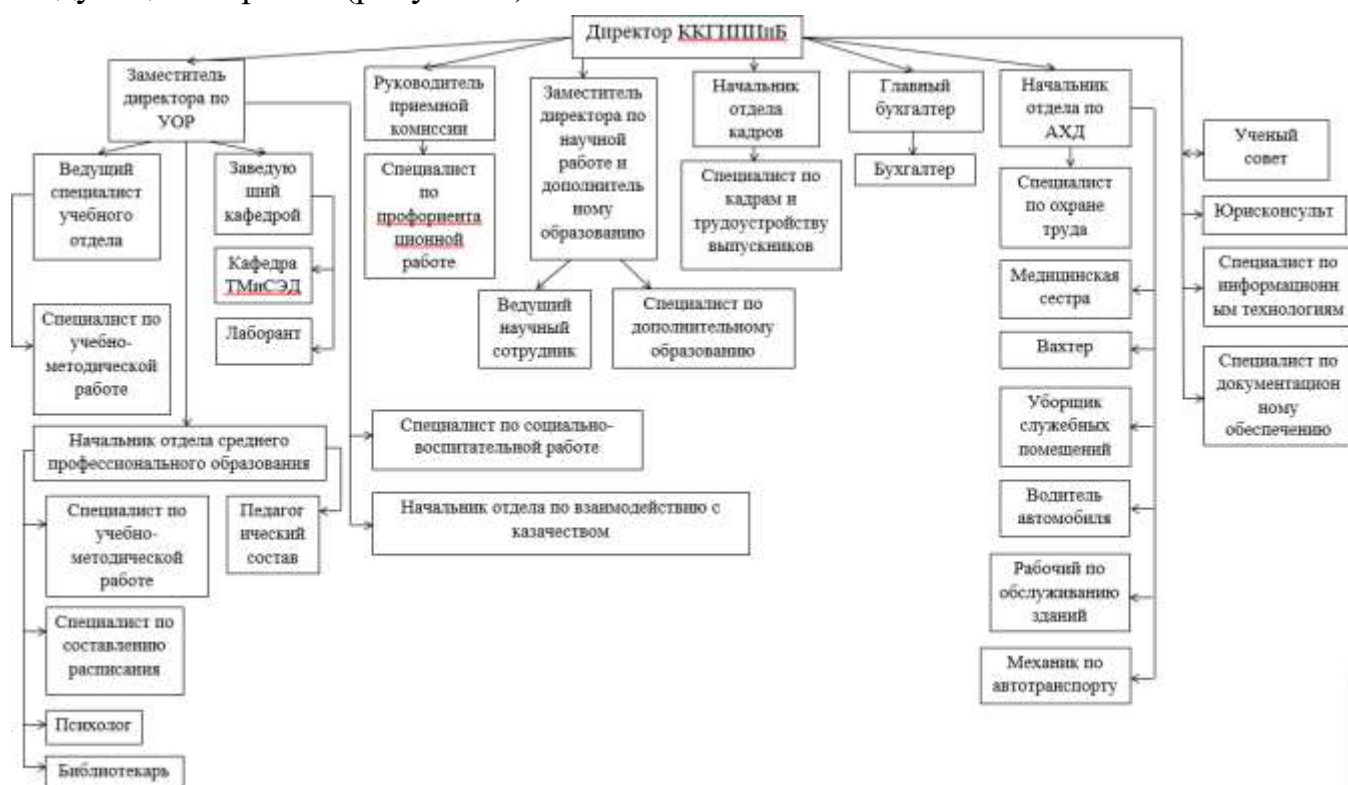 Директор ККГИППиБ
Заместитель
директора по
УОР
Руководитель
приемной
комиссии
Заместитель
директора по
научной
работе и
дополнитель
ному
образованию
Начальник
отдела
кадров
Главный
бухгалтер
Начальник
отдела по
АХД
Ученый
совет
Ведущий
специалист
учебного
отдела
Заведую
щий
кафедрой
Специалист
по
профориента
ционной
работе
Специалист по
кадрам и
трудоустройству
выпускников
Бухгалтер
Специалист
по охране
труда
Юрисконсульт
Кафедра
ТМиСЭД
Медицинская
сестра
Специалист по
информационн
ым технологиям
Специалист по
учебно-
методической
работе
Лаборант
Ведущий
научный
сотрудник
Специалист по
дополнительному
образованию
Вахтер
Специалист по
документацион
ному
обеспечению
Уборщик
служебных
помещений
Начальник отдела среднего
профессионального образования
Специалист по социально-
воспитательной работе
Водитель
автомобиля
Специалист по
учебно-
методической
работе
Педагог
ический
состав
Начальник отдела по взаимодействию с
казачеством
Рабочий по
обслуживанию
зданий
Специалист по
составлению
расписания
Механик по
автотранспорту
Психолог
Библиотекарь